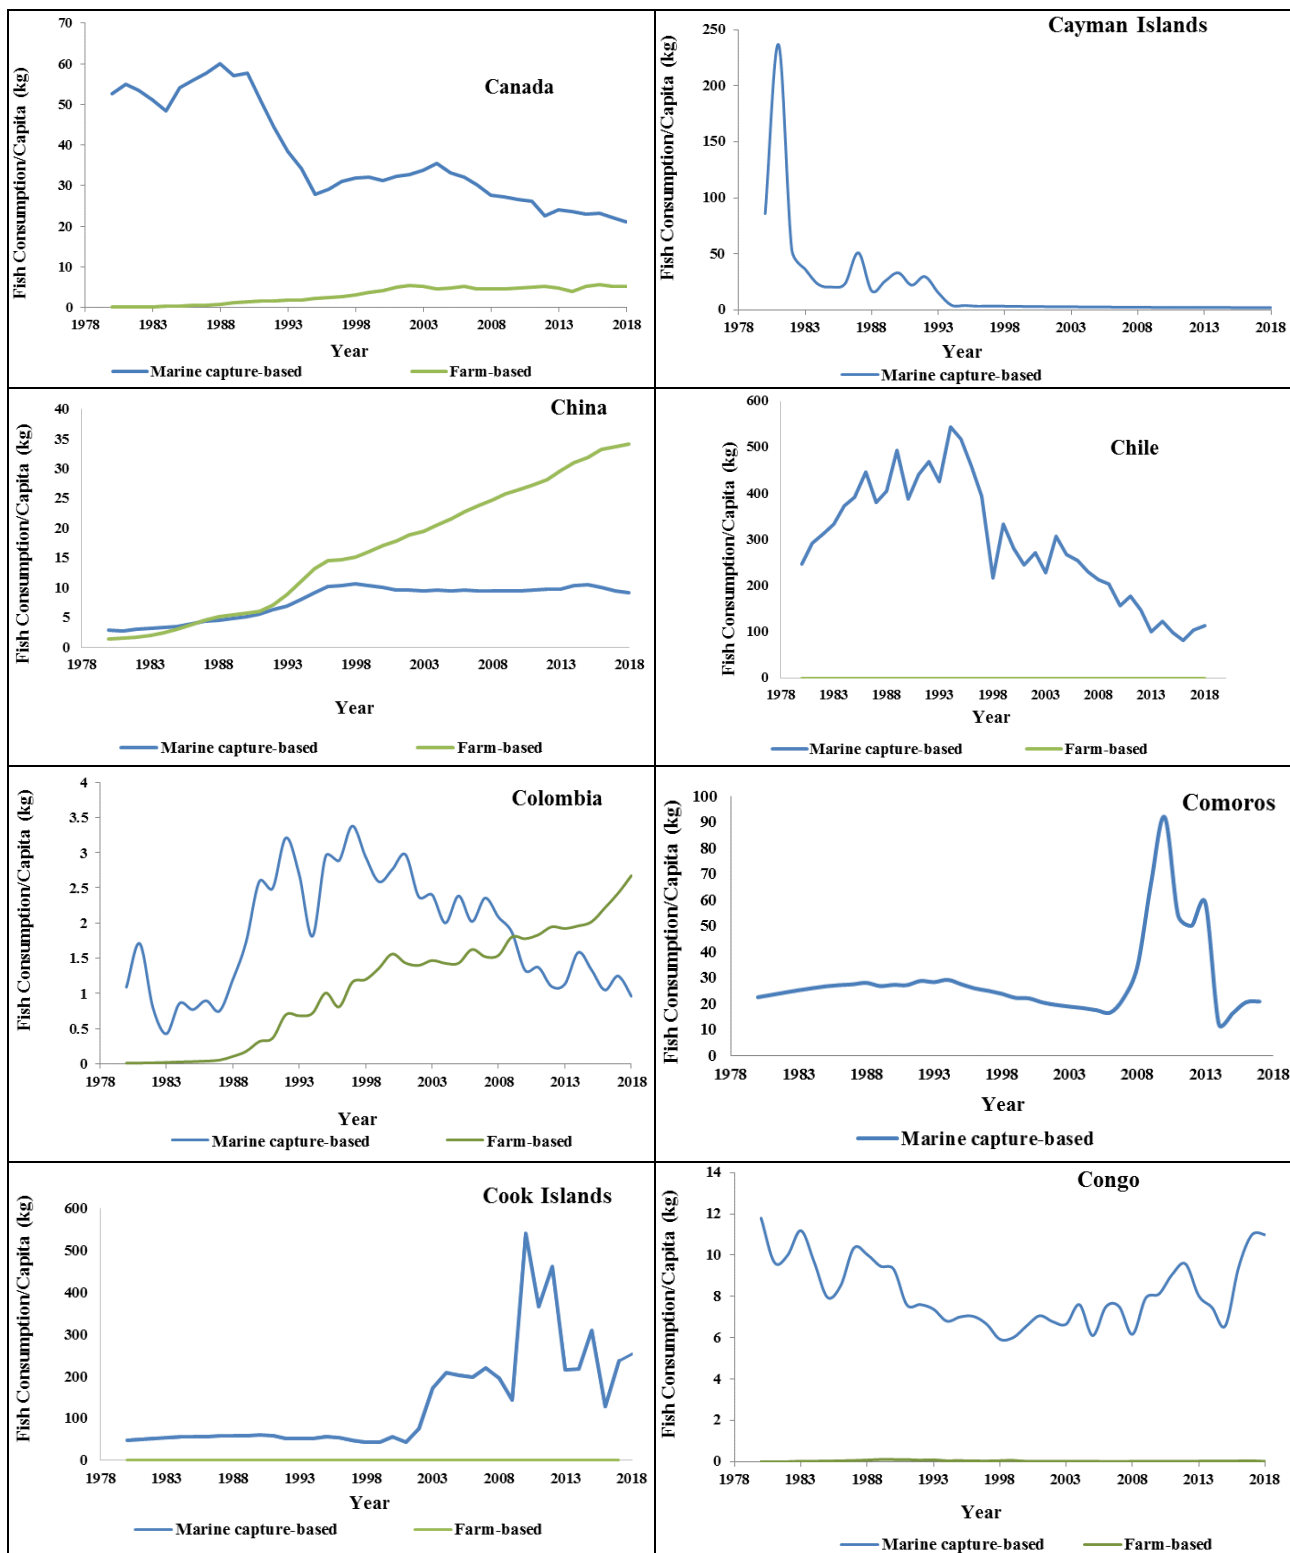 Canada
Fish Consumption/Capita (kg)
70
60
50
40
30
20
10
0
1978 1983 1988 1993 1998 2003 2008 2013 2018
Year
Marine capture-based Farm-based
Cayman Islands
Fish Consumption/Capita (kg)
250
200
150
100
50
0
1978 1983 1988 1993 1998 2003 2008 2013 2018
Year
Marine capture-based
China
Fish Consumption/Capita (kg)
40
35
30
25
20
15
10
5
0
1978 1983 1988 1993 1998 2003 2008 2013 2018
Year
Marine capture-based Farm-based
Chile
Fish Consumption/Capita (kg)
600
500
400
300
200
100
0
1978 1983 1988 1993 1998 2003 2008 2013 2018
Year
Marine capture-based Farm-based
Colombia
Fish Consumption/Capita (kg)
4
3.5
3
2.5
2
1.5
1
0.5
0
1978 1983 1988 1993 1998 2003 2008 2013 2018
Year
Marine capture-based Farm-based
Comoros
Fish Consumption/Capita (kg)
100
90
80
70
60
50
40
30
20
10
0
1978 1983 1988 1993 1998 2003 2008 2013 2018
Year
Marine capture-based
Cook Islands
Fish Consumption/Capita (kg)
600
500
400
300
200
100
0
1978 1983 1988 1993 1998 2003 2008 2013 2018
Year
Marine capture-based Farm-based
Congo
Fish Consumption/Capita (kg)
14
12
10
8
6
4
2
0
1978 1983 1988 1993 1998 2003 2008 2013 2018
Year
Marine capture-based Farm-based